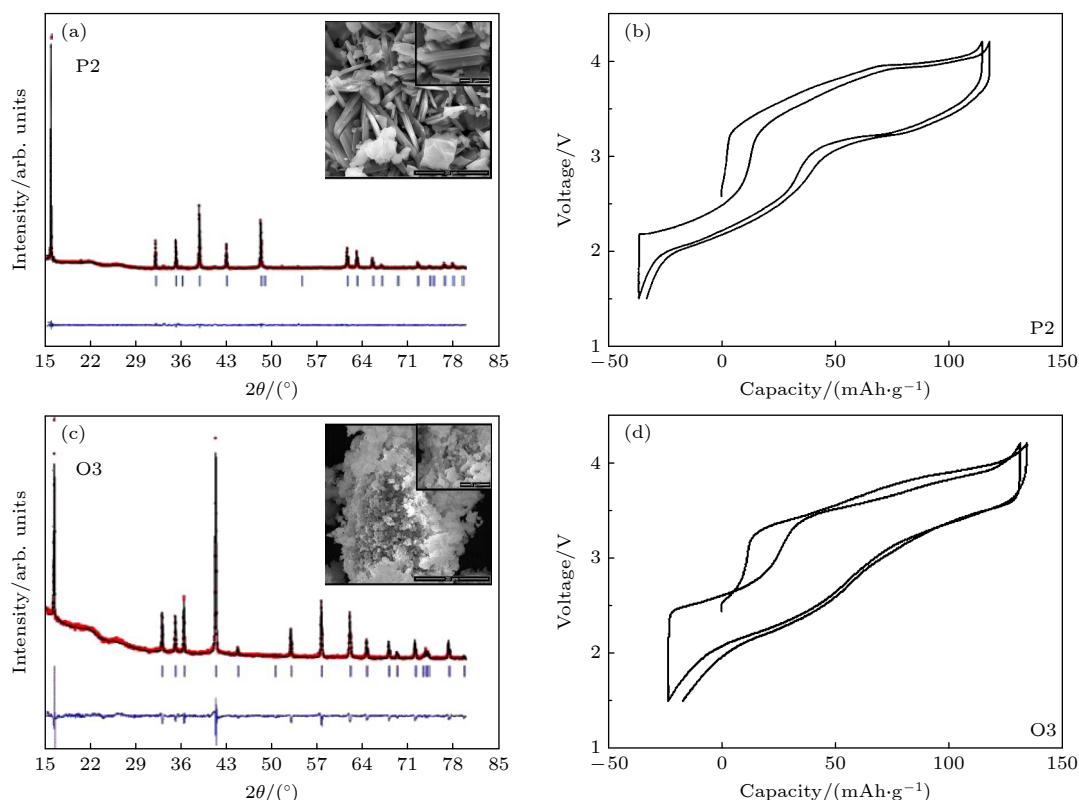 (a)
P2
Intensity/arb. units
15 22 29 36 43 50 57 64 71 78 85
2θ/(°)
(b)
4
3
2
1
Voltage/V
P2
−50 0 50 100 150
Capacity/(mAh·g⁻¹)
(c)
O3
Intensity/arb. units
15 22 29 36 43 50 57 64 71 78 85
2θ/(°)
(d)
4
3
2
1
Voltage/V
O3
−50 0 50 100 150
Capacity/(mAh·g⁻¹)